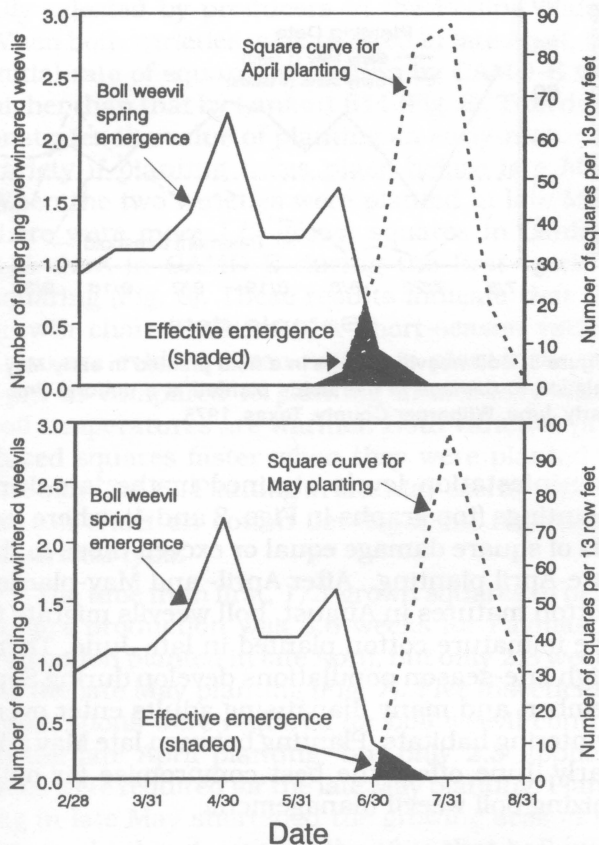 Number of emerging overwintered weevils
3.0
2.5
2.0
1.5
1.0
0.5
0.0
Boll weevil
spring
emergence
Square curve for
April planting
Effective emergence
(shaded)
90
80
70
60
50
40
30
20
10
0
Number of squares per 13 row feet
Number of emerging overwintered weevils
3.0
2.5
2.0
1.5
1.0
0.5
0.0
Boll weevil
spring
emergence
Square curve for
May planting
Effective emergence
(shaded)
100
90
80
70
60
50
40
30
20
10
0
Number of squares per 13 row feet
2/28
3/31
4/30
5/31
6/30
7/31
8/31
Date